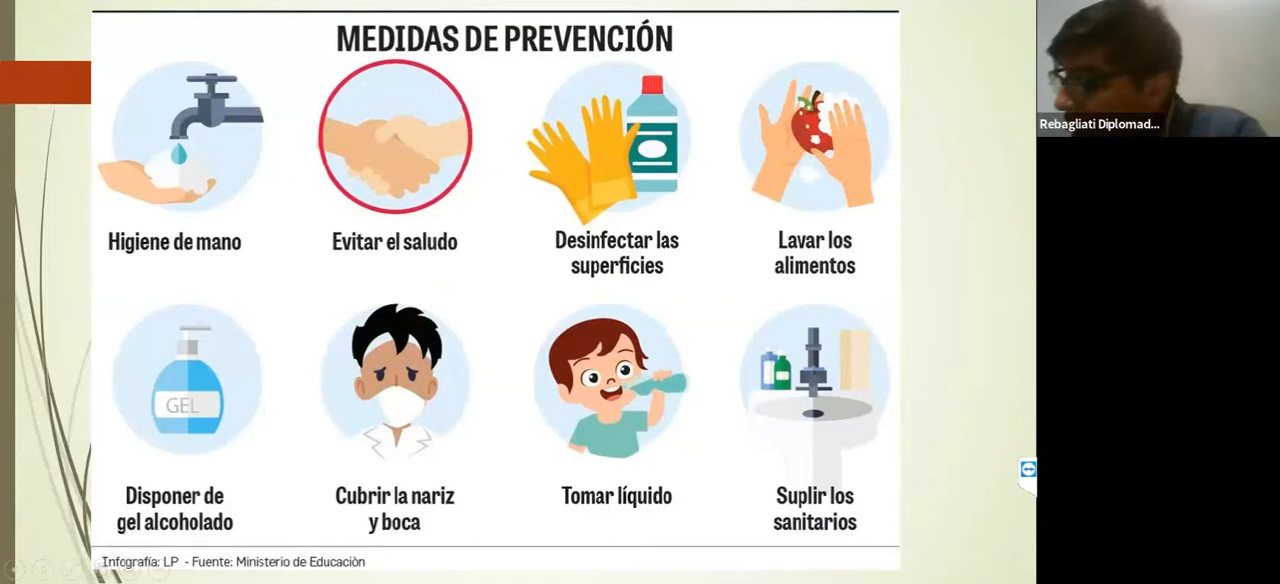 MEDIDAS DE PREVENCIÓN
Higiene de mano
Evitar el saludo
Desinfectar las
superficies
Lavar los
alimentos
GEL
Disponer de
gel alcoholado
Cubrir la nariz
y boca
Tomar líquido
Suplir los
sanitarios
Infografía: LP - Fuente: Ministerio de Educaciòn
Rebagliati Diplomad...